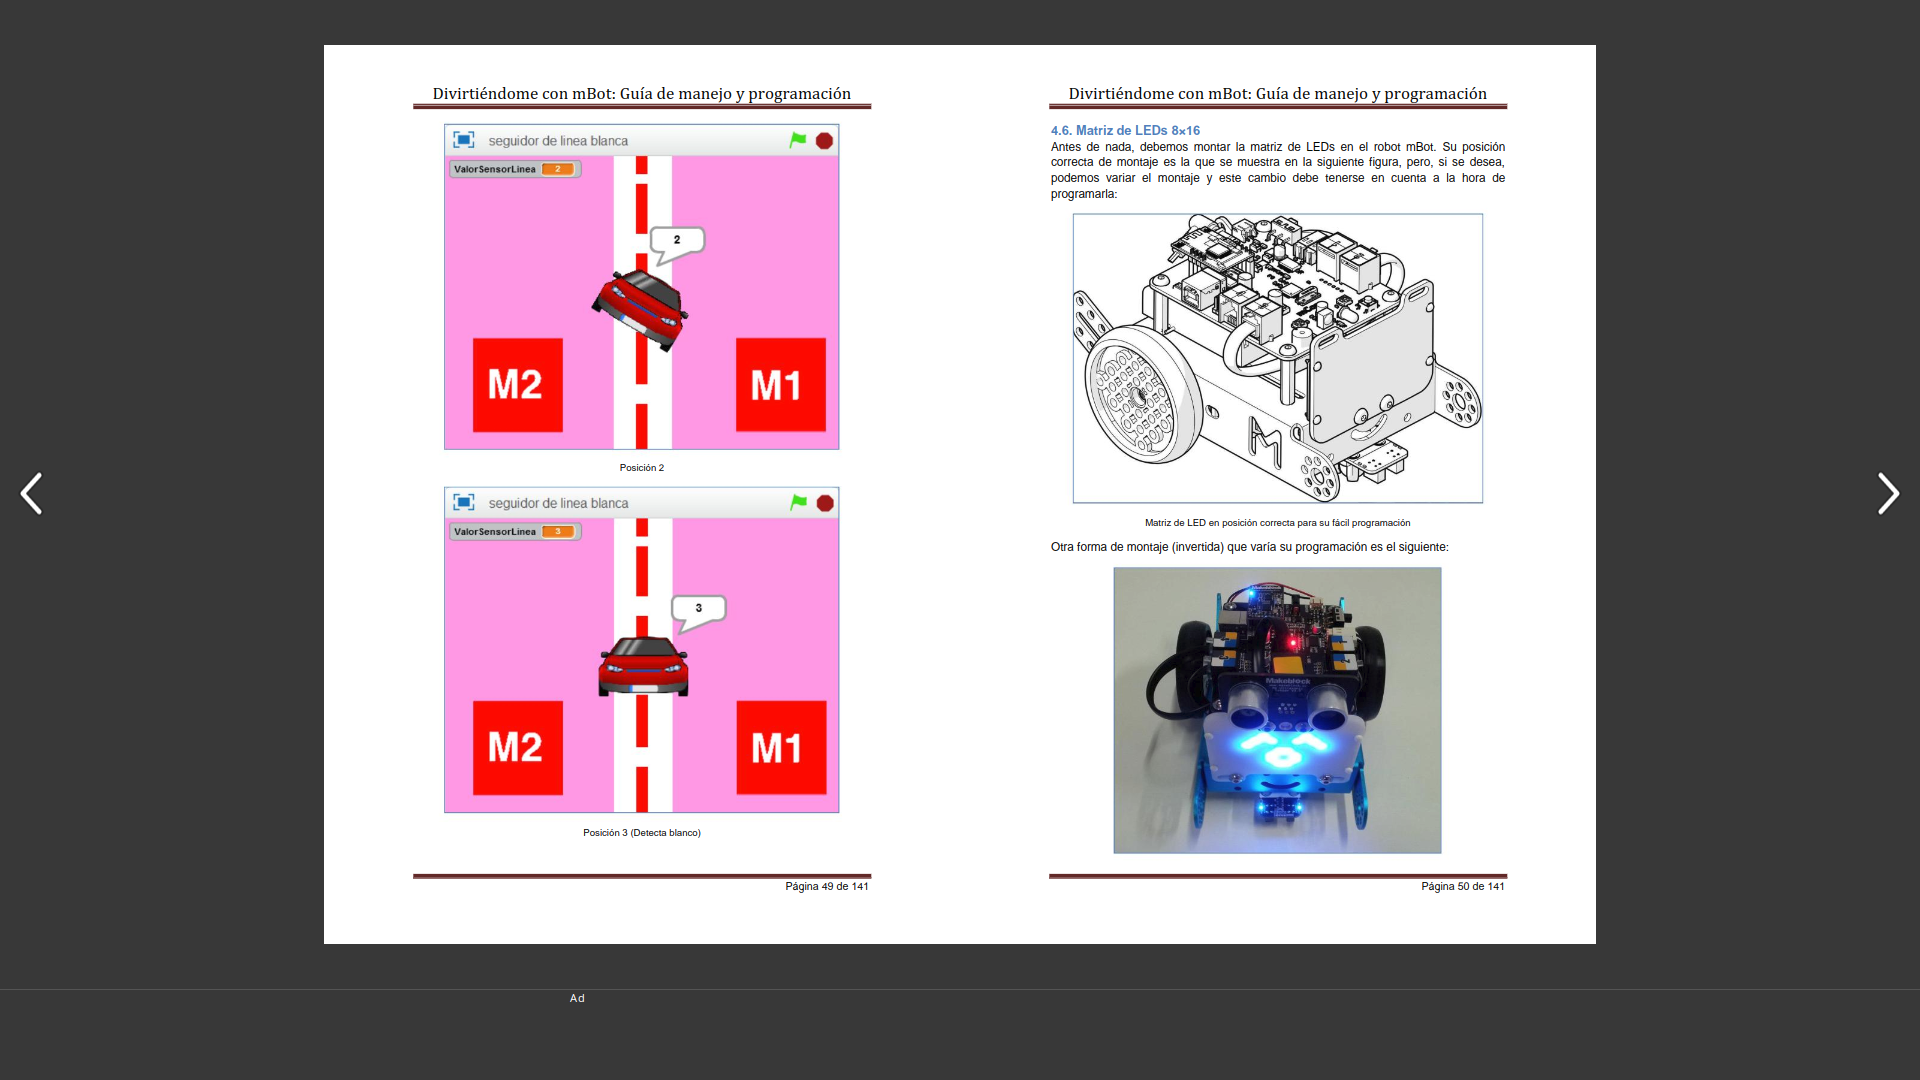 Divirtiéndome con mBot: Guía de manejo y programación
seguidor de linea blanca
ValorSensorLinea 2
2
M2 M1
Posición 2
seguidor de linea blanca
ValorSensorLinea 3
3
M2 M1
Posición 3 (Detecta blanco)
Página 49 de 141
Divirtiéndome con mBot: Guía de manejo y programación
4.6. Matriz de LEDs 8×16
Antes de nada, debemos montar la matriz de LEDs en el robot mBot. Su posición
correcta de montaje es la que se muestra en la siguiente figura, pero, si se desea,
podemos variar el montaje y este cambio debe tenerse en cuenta a la hora de
programarla:
M
Matriz de LED en posición correcta para su fácil programación
Otra forma de montaje (invertida) que varía su programación es el siguiente:
Makeblock
Página 50 de 141
Ad